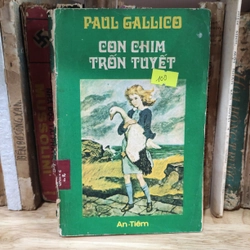 PAUL GALLICO
CON CHIM
TRỐN TUYẾT
100
An-Tiêm